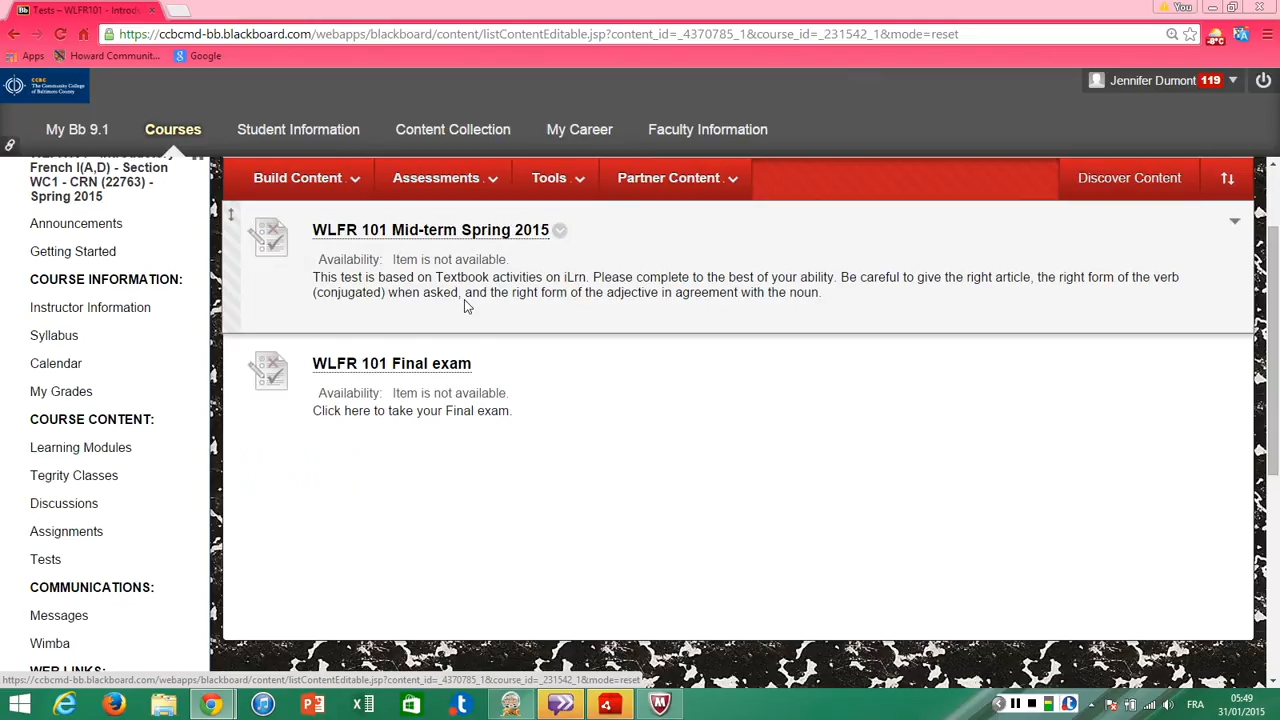 Tests – WLFR101 - Introd
You
https://ccbcmd-bb.blackboard.com/webapps/blackboard/content/listContentEditable.jsp?content_id=_4370785_1&course_id=_231542_1&mode=reset
-8°C
Apps Howard Communit... Google
CCBC
The Community College
of Baltimore County
Jennifer Dumont 119
My Bb 9.1 Courses Student Information Content Collection My Career Faculty Information
French I(A,D) - Section
WC1 - CRN (22763) -
Spring 2015
Announcements
Getting Started
COURSE INFORMATION:
Instructor Information
Syllabus
Calendar
My Grades
COURSE CONTENT:
Learning Modules
Tegrity Classes
Discussions
Assignments
Tests
COMMUNICATIONS:
Messages
Wimba
Build Content Assessments Tools Partner Content Discover Content
WLFR 101 Mid-term Spring 2015
Availability: Item is not available.
This test is based on Textbook activities on iLrn. Please complete to the best of your ability. Be careful to give the right article, the right form of the verb
(conjugated) when asked, and the right form of the adjective in agreement with the noun.
WLFR 101 Final exam
Availability: Item is not available.
Click here to take your Final exam.
https://ccbcmd-bb.blackboard.com/webapps/blackboard/content/listContentEditable.jsp?content_id=_4370785_1&course_id=_231542_1&mode=reset
FRA
05:49
31/01/2015